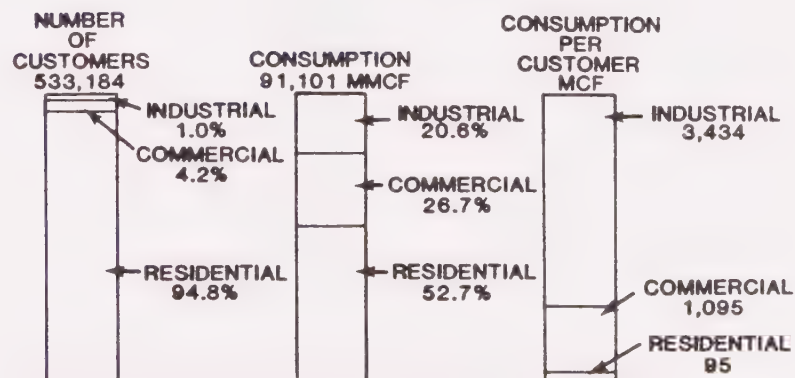 NUMBER
OF
CUSTOMERS
533,184
INDUSTRIAL
1.0%
COMMERCIAL
4.2%
RESIDENTIAL
94.8%
CONSUMPTION
91,101 MMCF
INDUSTRIAL
20.6%
COMMERCIAL
26.7%
RESIDENTIAL
52.7%
CONSUMPTION
PER
CUSTOMER
MCF
INDUSTRIAL
3,434
COMMERCIAL
1,095
RESIDENTIAL
95